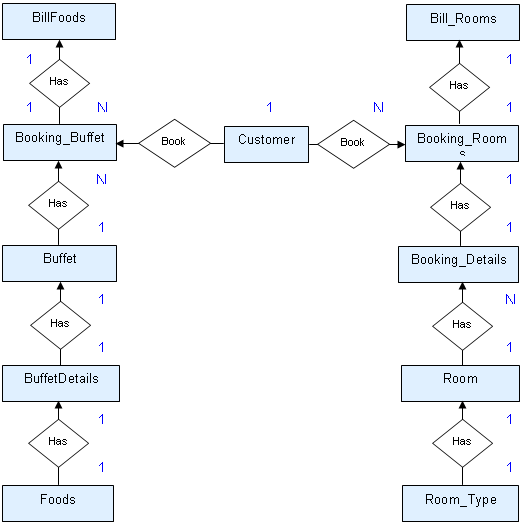 BillFoods
Bill_Rooms
1
1
Has
Has
1
N
1
N
1
Booking_Buffet
Book
Customer
Book
Booking_Room
s
N
1
Has
Has
1
1
Buffet
Booking_Details
1
N
Has
Has
1
1
BuffetDetails
Room
1
1
Has
Has
1
1
Foods
Room_Type